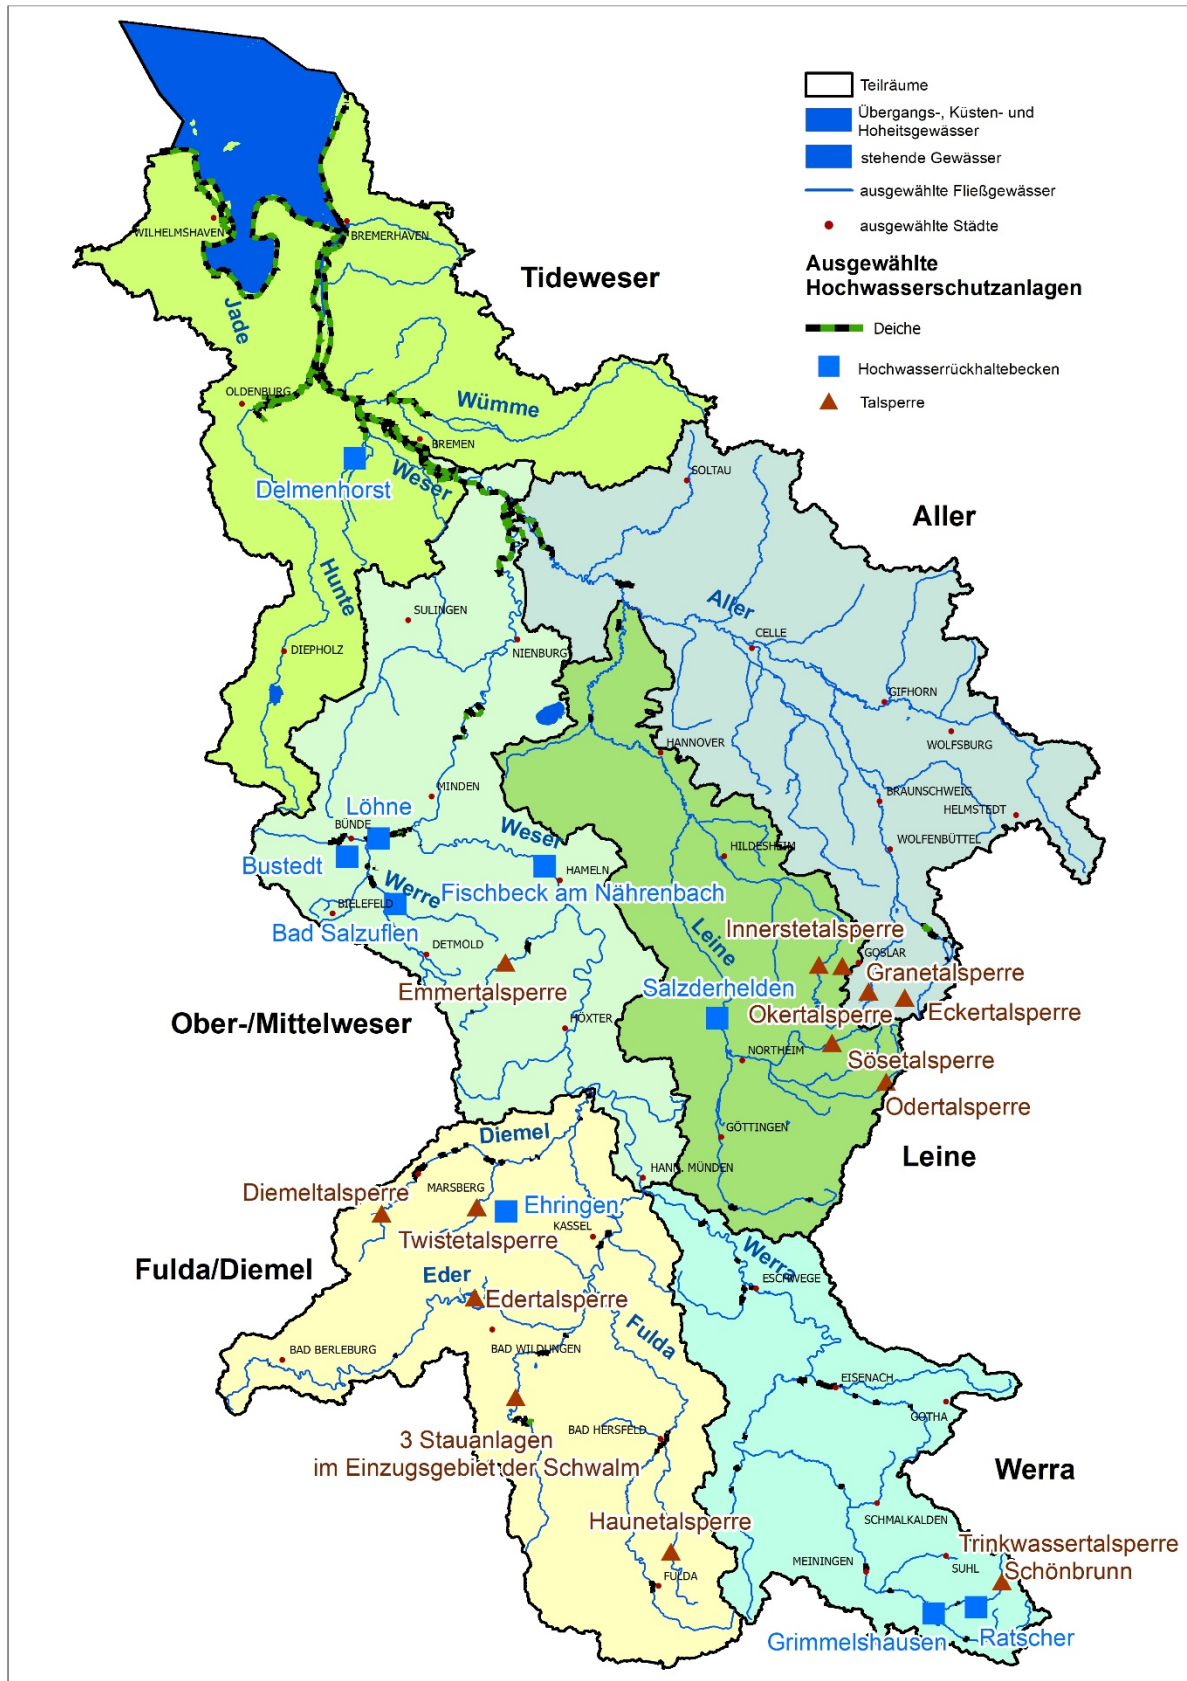 Teilräume
Übergangs-, Küsten- und
Hoheitsgewässer
stehende Gewässer
ausgewählte Fließgewässer
ausgewählte Städte
Ausgewählte
Hochwasserschutzanlagen
Deiche
Hochwasserrückhaltebecken
Talsperre
WILHELMSHAVEN
BREMERHAVEN
Tideweser
Jade
OLDENBURG
Wümme
BREMEN
Weser
Delmenhorst
SOLTAU
Aller
Hunte
Aller
SULINGEN
CELLE
NIENBURG
DIEPHOLZ
GIFHORN
WOLFSBURG
HANNOVER
MINDEN
BRAUNSCHWEIG
HELMSTEDT
Löhne
BÜNDE
Weser
WOLFENBÜTTEL
HILDESHEIM
Bustedt
HAMELN
Werre
Fischbeck am Nährenbach
BIELEFELD
Bad Salzuflen
DETMOLD
Leine
Innerstetalsperre
GOSLAR
Granetalsperre
Emmertalsperre
Salzderhelden
Okertalsperre
Eckertalsperre
Ober-/Mittelweser
HÖXTER
NORTHEIM
Sösetalsperre
Odertalsperre
Diemel
GÖTTINGEN
Leine
HANN. MÜNDEN
Diemeltalsperre
MARSBERG
Ehringen
KASSEL
Twistetalsperre
Werra
Fulda/Diemel
Eder
ESCHWEGE
Edertalsperre
Fulda
BAD BERLEBURG
BAD WILDUNGEN
EISENACH
GOTHA
3 Stauanlagen
im Einzugsgebiet der Schwalm
BAD HERSFELD
Werra
SCHMALKALDEN
Haunetalsperre
Trinkwassertalsperre
Schönbrunn
MEININGEN
SUHL
FULDA
Grimmelshausen
Ratscher